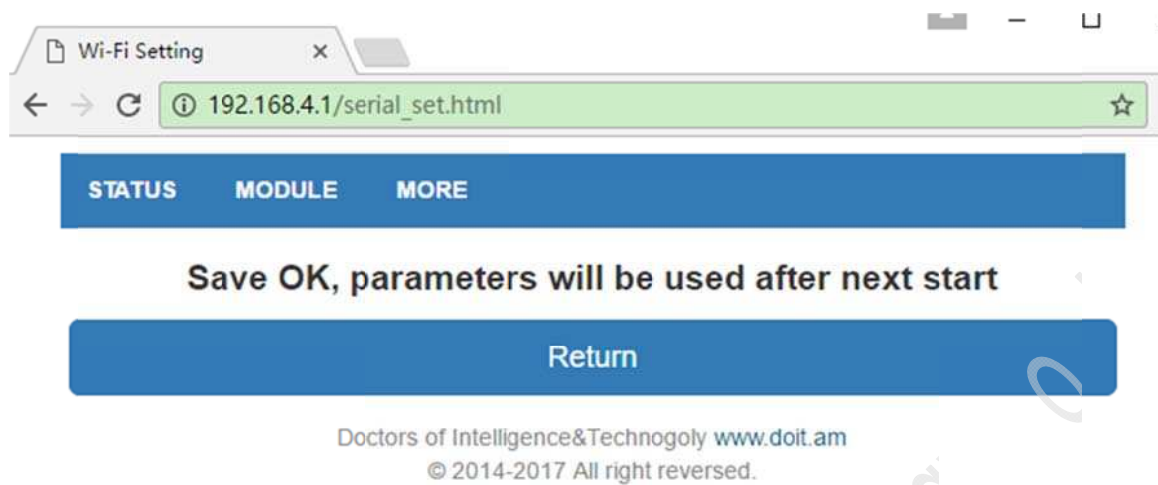 Wi-Fi Setting
192.168.4.1/serial_set.html
STATUS MODULE MORE
Save OK, parameters will be used after next start
Return
Doctors of Intelligence&Technogoly www.doit.am
© 2014-2017 All right reversed.